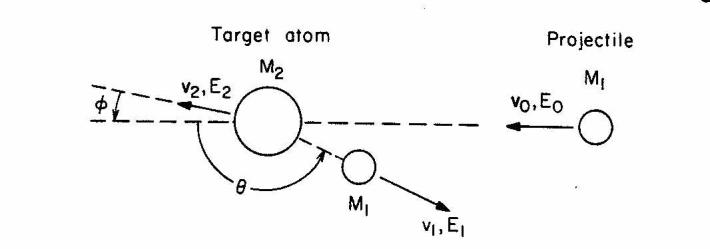 Target atom
Projectile
M₂
M₁
v₂,E₂
v₀,E₀
ϕ
θ
M₁
v₁,E₁